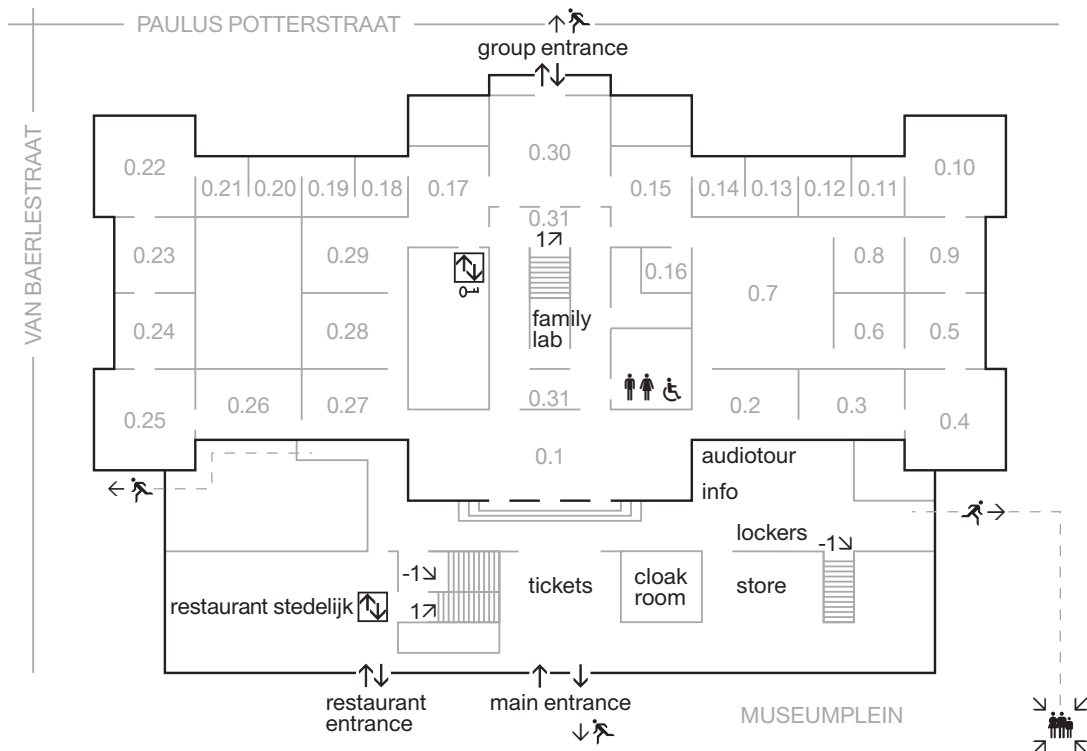 PAULUS POTTERSTRAAT
group entrance
VAN BAERLESTRAAT
0.22
0.21
0.20
0.19
0.18
0.17
0.30
0.15
0.14
0.13
0.12
0.11
0.10
0.31
1
0.23
0.29
0.16
0.7
0.8
0.9
0.24
0.28
family
lab
0.6
0.5
0.25
0.26
0.27
0.31
0.2
0.3
0.4
0.1
audiotour
info
lockers
-1
-1
tickets
cloak
room
store
restaurant stedelijk
1
restaurant
entrance
main entrance
MUSEUMPLEIN